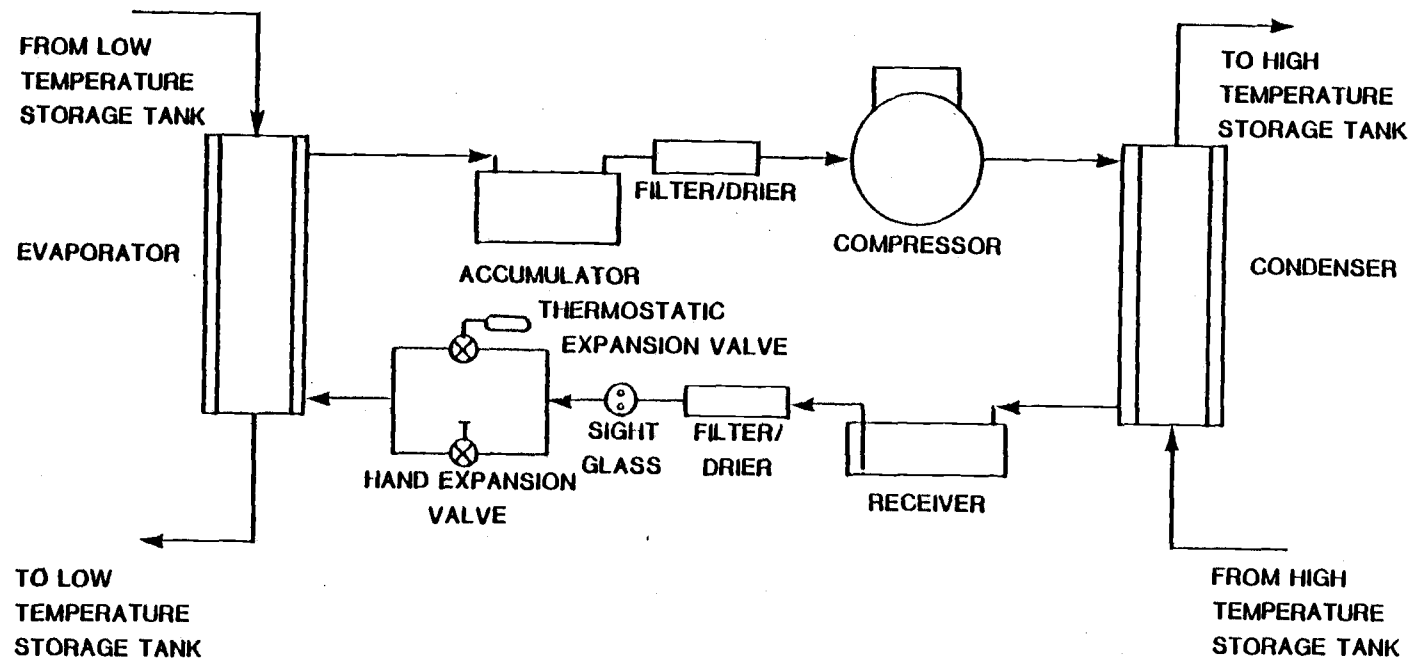 FROM LOW
TEMPERATURE
STORAGE TANK
TO HIGH
TEMPERATURE
STORAGE TANK
FILTER/DRIER
COMPRESSOR
EVAPORATOR
CONDENSER
ACCUMULATOR
THERMOSTATIC
EXPANSION VALVE
SIGHT
GLASS
FILTER/
DRIER
HAND EXPANSION
VALVE
RECEIVER
TO LOW
TEMPERATURE
STORAGE TANK
FROM HIGH
TEMPERATURE
STORAGE TANK